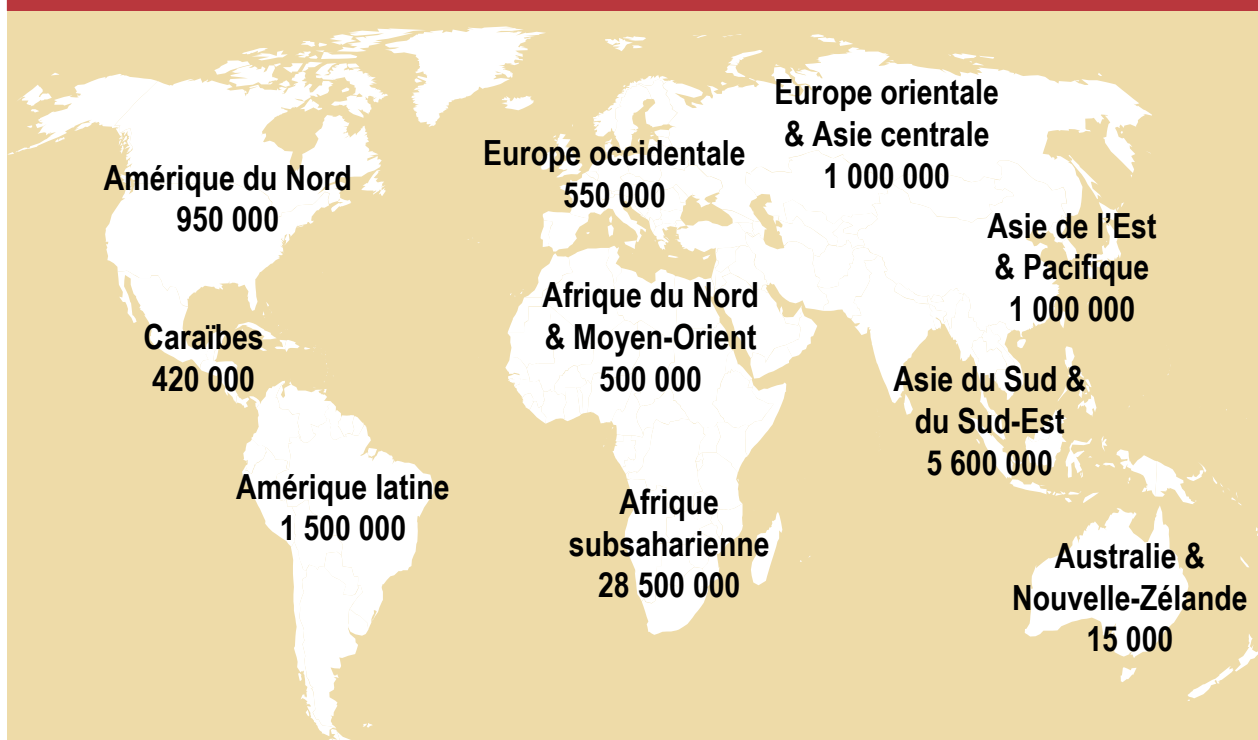 Amérique du Nord
950 000
Europe occidentale
550 000
Europe orientale
& Asie centrale
1 000 000
Asie de l’Est
& Pacifique
1 000 000
Caraïbes
420 000
Afrique du Nord
& Moyen-Orient
500 000
Asie du Sud &
du Sud-Est
5 600 000
Amérique latine
1 500 000
Afrique
subsaharienne
28 500 000
Australie &
Nouvelle-Zélande
15 000